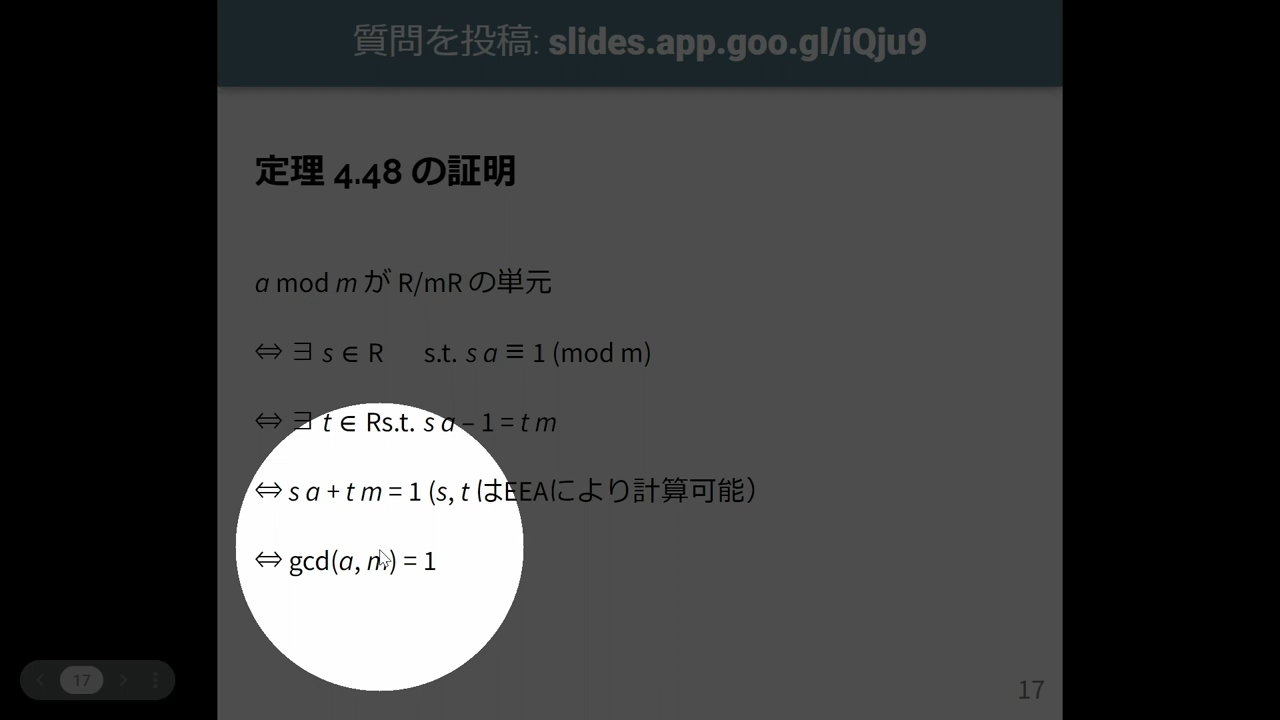 質問を投稿: slides.app.goo.gl/iQju9
定理 4.48 の証明
a mod m が R/mR の単元
⇔ ∃ s ∈ R s.t. s a ≡ 1 (mod m)
⇔ ∃ t ∈ Rs.t. s a – 1 = t m
⇔ s a + t m = 1 (s, t はEEAにより計算可能）
⇔ gcd(a, m) = 1
17
17